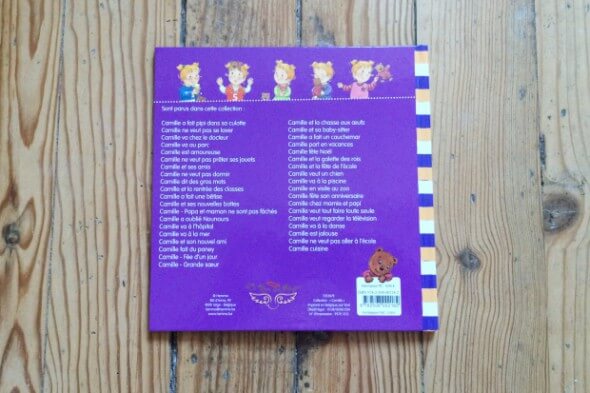 Sont parus dans cette collection :
Camille a fait pipi dans sa culotte
Camille ne veut pas se laver
Camille va chez le docteur
Camille va au parc
Camille est amoureuse
Camille ne veut pas prêter ses jouets
Camille et ses amis
Camille ne veut pas dormir
Camille dit des gros mots
Camille et la rentrée des classes
Camille a fait une bêtise
Camille et ses nouvelles bottes
Camille - Papa et maman ne sont pas fâchés
Camille a oublié Nounours
Camille va à l'hôpital
Camille va à la mer
Camille et son nouvel ami
Camille fait du poney
Camille - Fée d'un jour
Camille - Grande sœur
Camille et la chasse aux œufs
Camille et sa baby-sitter
Camille a fait un cauchemar
Camille part en vacances
Camille fête Noël
Camille et la galette des rois
Camille et la fête de l'école
Camille veut un chien
Camille va à la piscine
Camille en visite au zoo
Camille fête son anniversaire
Camille chez mamie et papi
Camille veut tout faire toute seule
Camille veut regarder la télévision
Camille va à la danse
Camille est jalouse
Camille ne veut pas aller à l'école
Camille cuisine
© Hemma